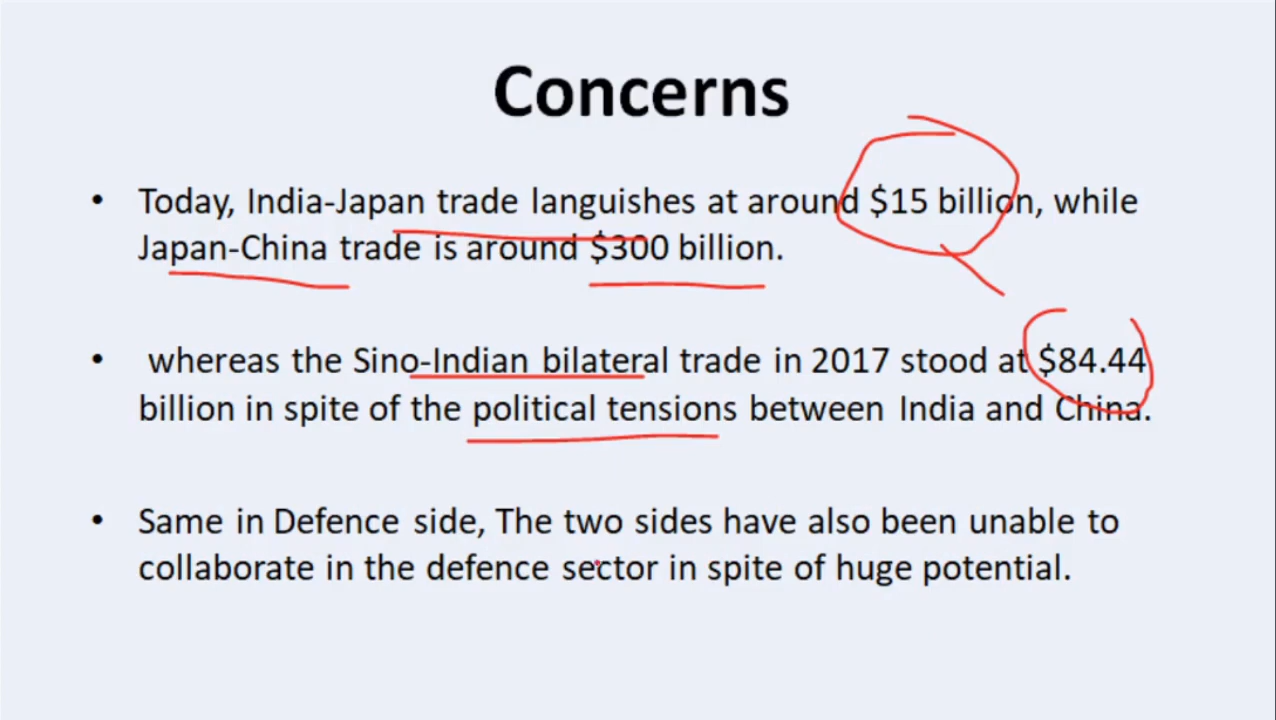 Concerns
• Today, India-Japan trade languishes at around $15 billion, while
Japan-China trade is around $300 billion.
• whereas the Sino-Indian bilateral trade in 2017 stood at $84.44
billion in spite of the political tensions between India and China.
• Same in Defence side, The two sides have also been unable to
collaborate in the defence sector in spite of huge potential.